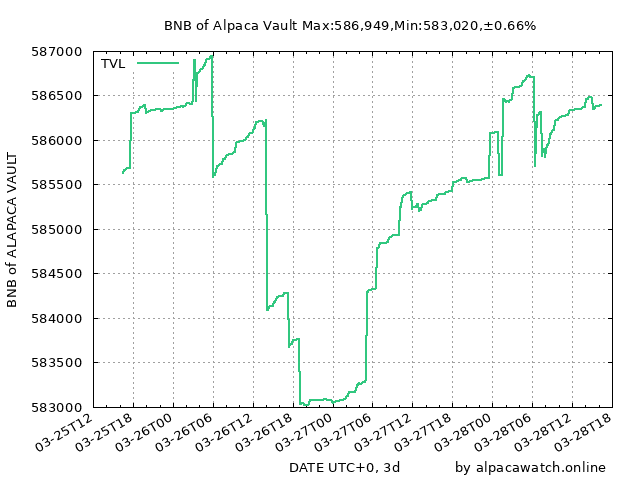 BNB of Alpaca Vault Max:586,949,Min:583,020,±0.66%
TVL
587000
586500
586000
585500
585000
584500
584000
583500
583000
BNB of ALAPACA VAULT
03-25T12
03-25T18
03-26T00
03-26T06
03-26T12
03-26T18
03-27T00
03-27T06
03-27T12
03-27T18
03-28T00
03-28T06
03-28T12
03-28T18
DATE UTC+0, 3d
by alpacawatch.online